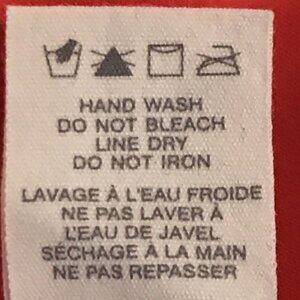 HAND WASH
DO NOT BLEACH
LINE DRY
DO NOT IRON
LAVAGE À L'EAU FROIDE
NE PAS LAVER À
L'EAU DE JAVEL
SÉCHAGE À LA MAIN
NE PAS REPASSER